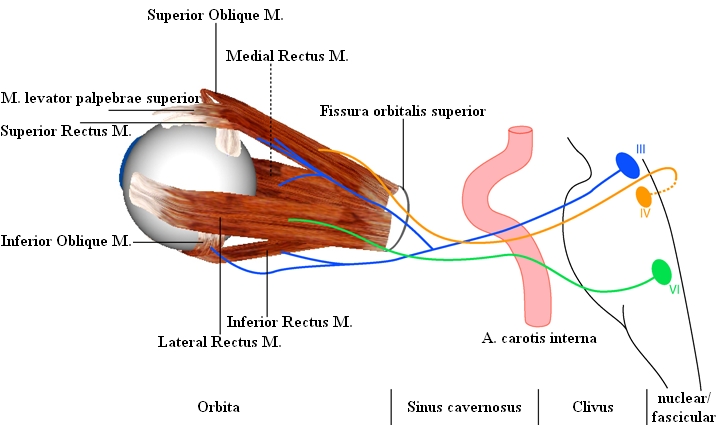 Superior Oblique M.
Medial Rectus M.
M. levator palpebrae superior
Fissura orbitalis superior
Superior Rectus M.
III
IV
Inferior Oblique M.
VI
Inferior Rectus M.
Lateral Rectus M.
A. carotis interna
Orbita
Sinus cavernosus
Clivus
nuclear/
fascicular